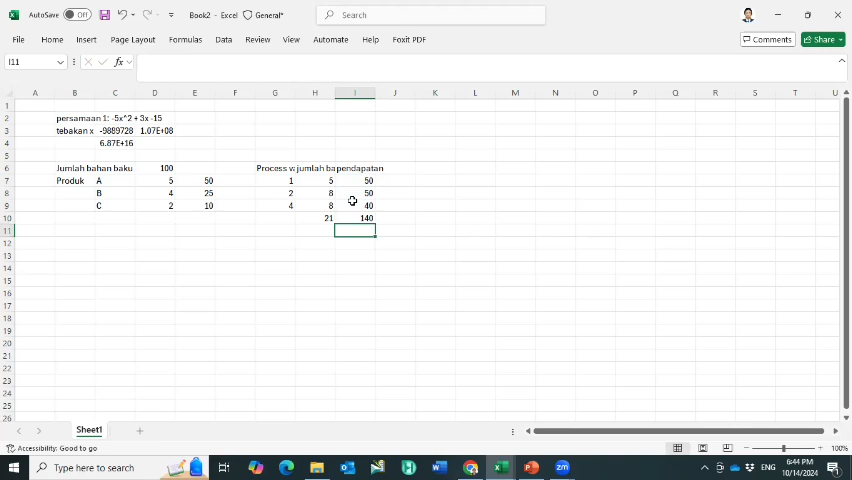 AutoSave Off Book2 - Excel General* Search
File Home Insert Page Layout Formulas Data Review View Automate Help Foxit PDF Comments Share
I11 fx
A B C D E F G H I J K L M N O P Q R S T U
1
2 persamaan 1: -5x^2 + 3x -15
3 tebakan x -9889728 1.07E+08
4 6.87E+16
5
6 Jumlah bahan baku 100 Process w jumlah ba pendapatan
7 Produk A 5 50 1 5 50
8 B 4 25 2 8 50
9 C 2 10 4 8 40
10 21 140
11
12
13
14
15
16
17
18
19
20
21
22
23
24
25
26
Sheet1
Accessibility: Good to go 100%
Type here to search ENG 6:44 PM
10/14/2024